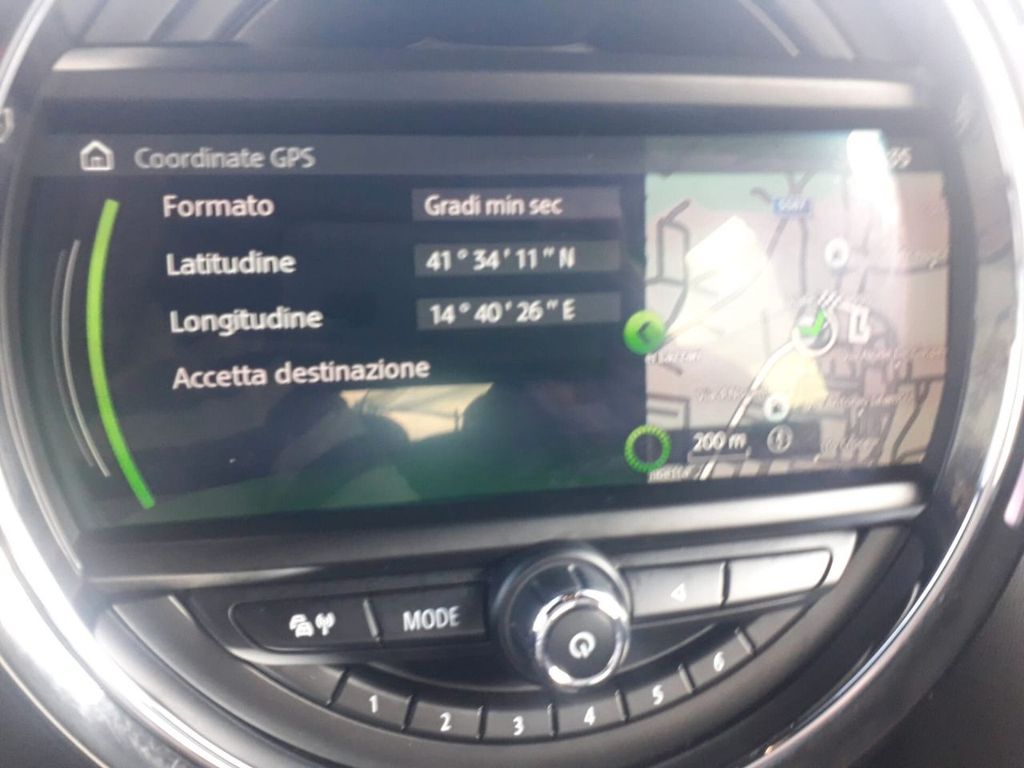 Coordinate GPS
Formato Gradi min sec
Latitudine 41° 34' 11" N
Longitudine 14° 40' 26" E
Accetta destinazione
200 m
MODE
1 2 3 4 5 6